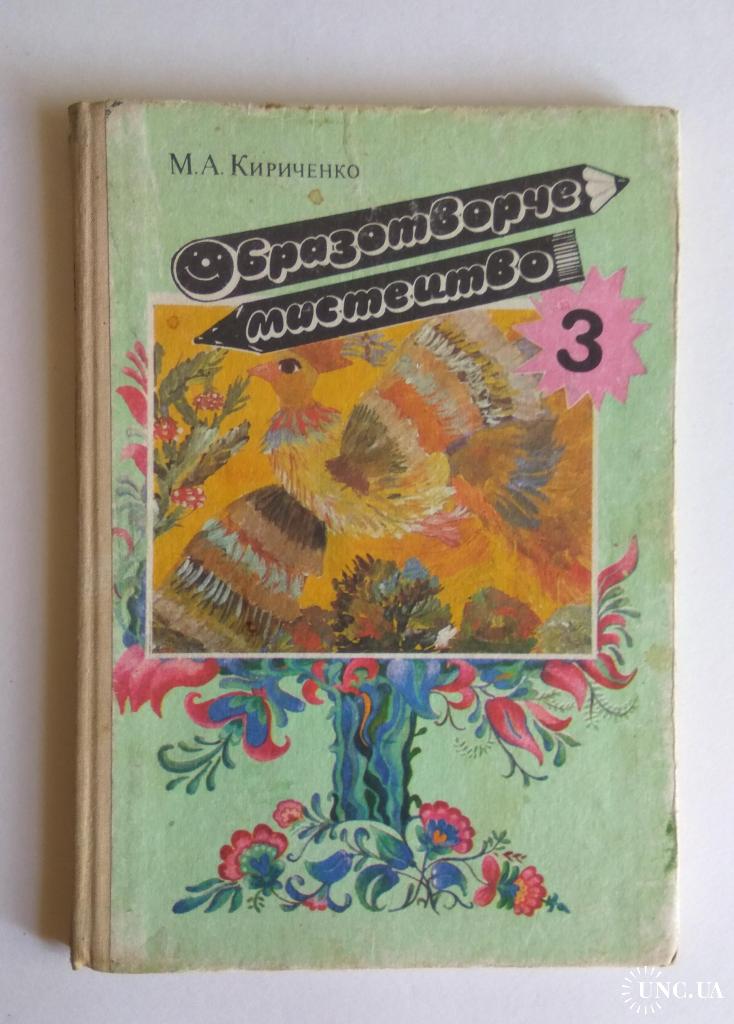 М.А. Кириченко
Образотворче
мистецтво
3
UNC.UA